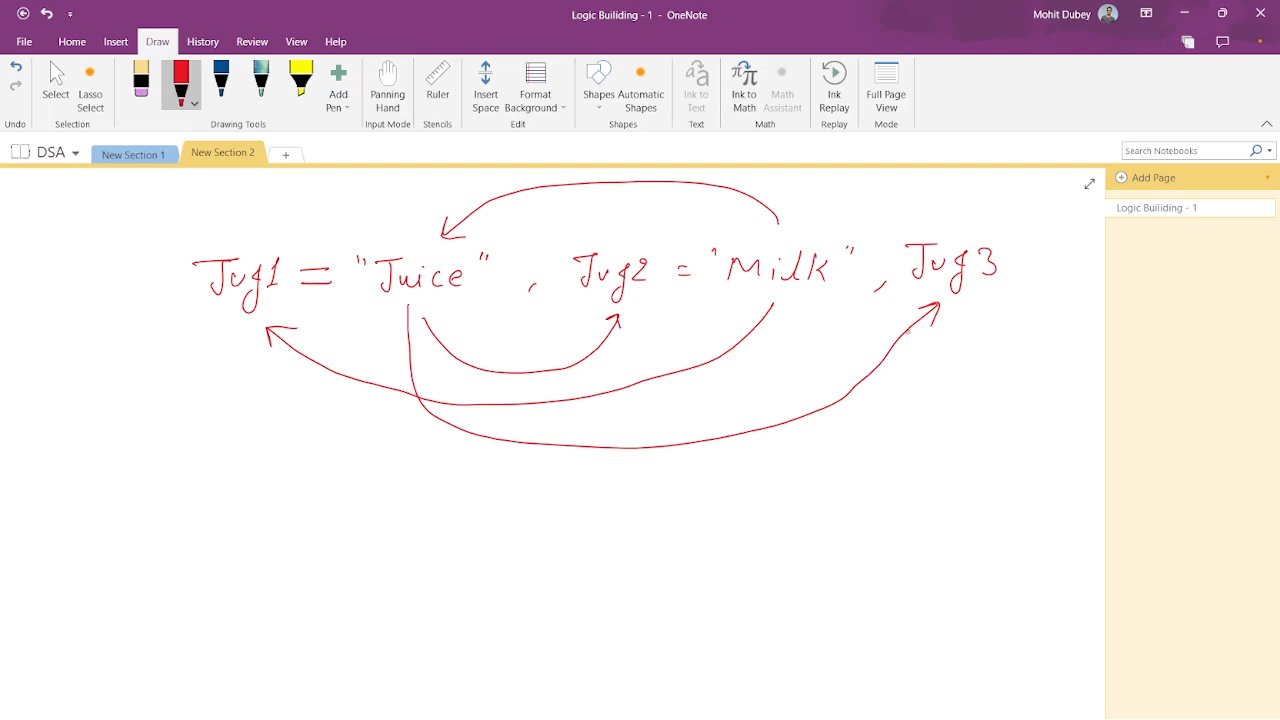 Logic Builiding - 1 - OneNote
Mohit Dubey
File Home Insert Draw History Review View Help
Undo
Select
Lasso Select
Add Pen
Panning Hand
Ruler
Insert Space
Format Background
Shapes
Automatic Shapes
Ink to Text
Ink to Math
Math Assistant
Ink Replay
Full Page View
Selection Drawing Tools Input Mode Stencils Edit Shapes Text Math Replay Mode
DSA New Section 1 New Section 2 Search Notebooks
Add Page
Logic Builiding - 1
Jug1 = "Juice" , Jug2 = "Milk" , Jug3